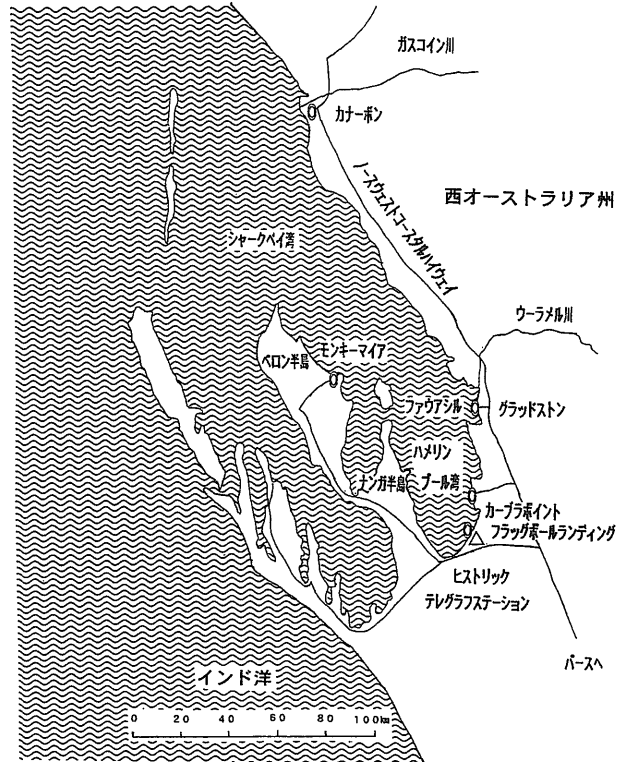 ガスコイン川
カナーボン
ノースウェストコースタルハイウェイ
西オーストラリア州
シャークベイ湾
ウーラメル川
モンキーマイア
ペロン半島
ファウアシル
グラッドストン
ハメリン
プール湾
ナンガ半島
カーブラポイント
フラッグポールランディング
ヒストリック
テレグラフステーション
パースへ
インド洋
0 20 40 60 80 100km